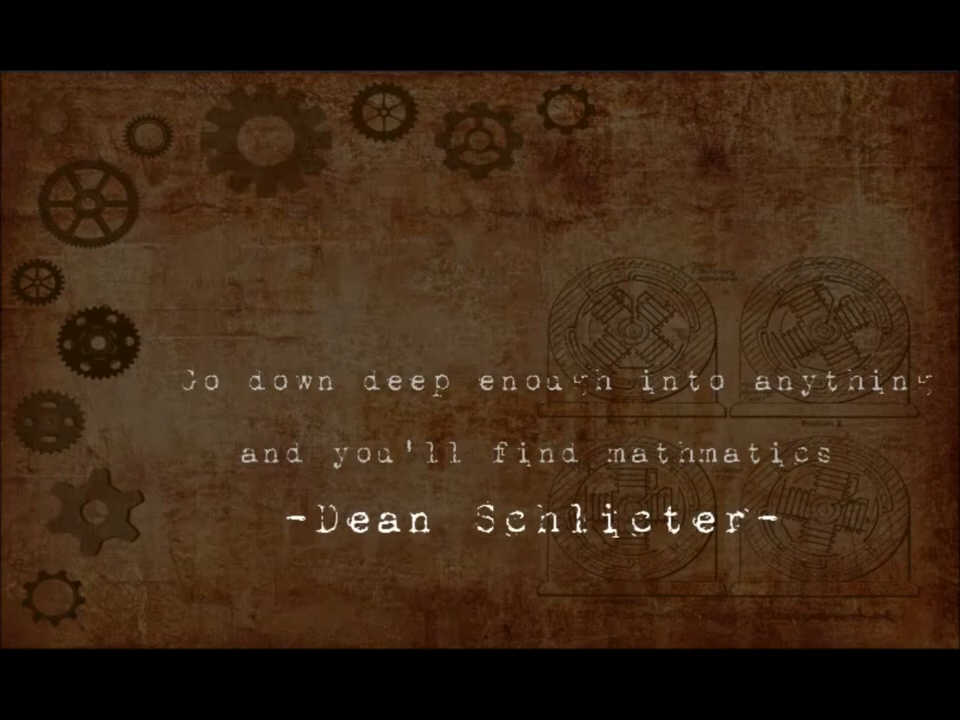 Go down deep enough into anything
and you'll find mathmatics
-Dean Schlicter-